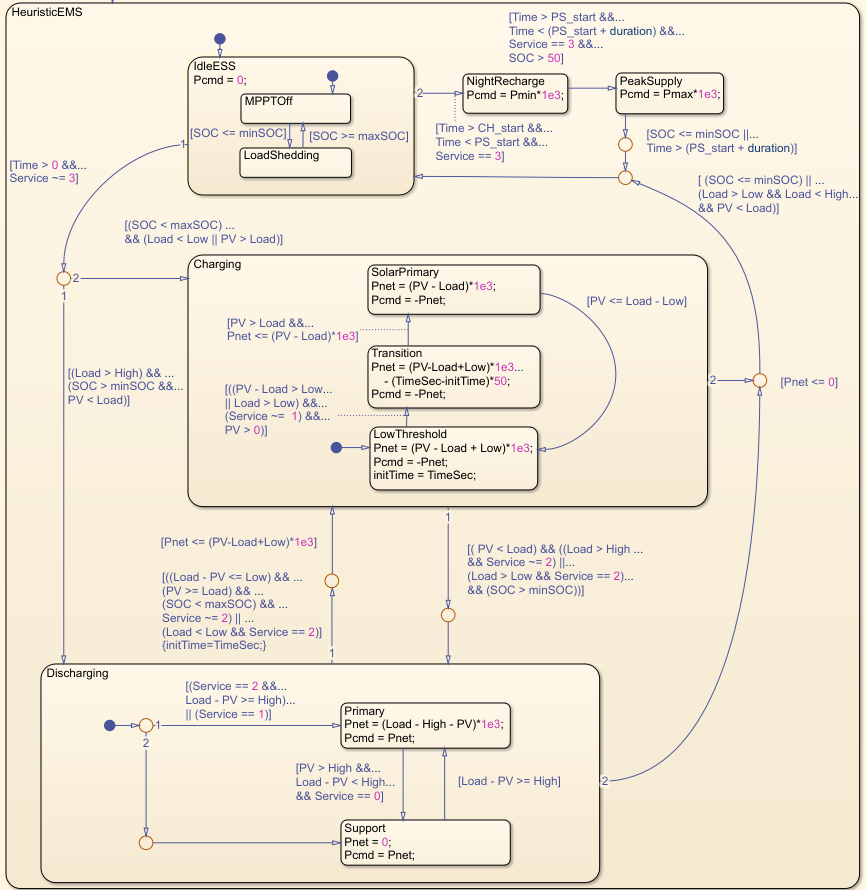 HeuristicEMS
[Time > PS_start &&...
Time < (PS_start + duration) &&...
Service == 3 &&...
SOC > 50]
IdleESS
Pcmd = 0;
MPPTOff
[SOC <= minSOC]
[SOC >= maxSOC]
LoadShedding
2
NightRecharge
Pcmd = Pmin*1e3;
PeakSupply
Pcmd = Pmax*1e3;
[Time > CH_start &&...
Time < PS_start &&...
Service == 3]
[SOC <= minSOC ||...
Time > (PS_start + duration)]
1
[Time > 0 &&...
Service ~= 3]
[ (SOC <= minSOC) || ...
(Load > Low && Load < High...
&& PV < Load)]
[(SOC < maxSOC) ...
&& (Load < Low || PV > Load)]
2
1
Charging
SolarPrimary
Pnet = (PV - Load)*1e3;
Pcmd = -Pnet;
[PV <= Load - Low]
[PV > Load &&...
Pnet <= (PV - Load)*1e3]
Transition
Pnet = (PV-Load+Low)*1e3...
- (TimeSec-initTime)*50;
Pcmd = -Pnet;
[(Load > High) && ...
(SOC > minSOC &&...
PV < Load)]
[((PV - Load > Low...
|| Load > Low) &&...
(Service ~= 1) &&...
PV > 0)]
LowThreshold
Pnet = (PV - Load + Low)*1e3;
Pcmd = -Pnet;
initTime = TimeSec;
2
[Pnet <= 0]
1
[Pnet <= (PV-Load+Low)*1e3]
[( PV < Load) && ((Load > High ...
&& Service ~= 2) ||...
(Load > Low && Service == 2)...
&& (SOC > minSOC))]
[((Load - PV <= Low) && ...
(PV >= Load) && ...
(SOC < maxSOC) && ...
Service ~= 2) || ...
(Load < Low && Service == 2)]
{initTime=TimeSec;}
1
Discharging
[(Service == 2 &&...
Load - PV >= High)...
|| (Service == 1)]
1
2
Primary
Pnet = (Load - High - PV)*1e3;
Pcmd = Pnet;
[PV > High &&...
Load - PV < High...
&& Service == 0]
[Load - PV >= High]
2
Support
Pnet = 0;
Pcmd = Pnet;